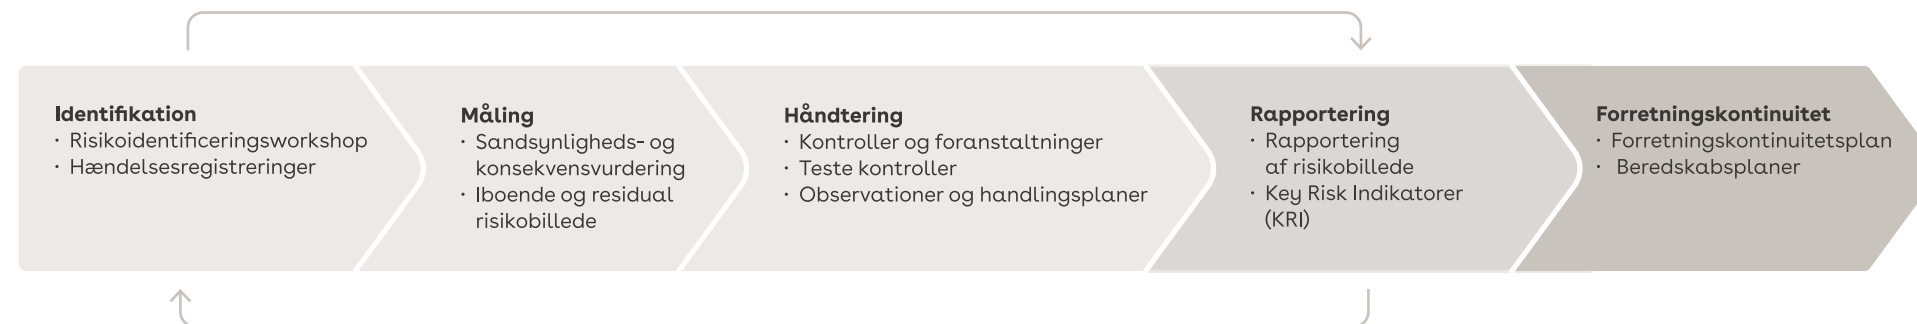 Identifikation
· Risikoidentificeringsworkshop
· Hændelsesregistreringer
Måling
· Sandsynligheds- og
konsekvensvurdering
· Iboende og residual
risikobillede
Håndtering
· Kontroller og foranstaltninger
· Teste kontroller
· Observationer og handlingsplaner
Rapportering
· Rapportering
af risikobillede
· Key Risk Indikatorer
(KRI)
Forretningskontinuitet
· Forretningskontinuitetsplan
· Beredskabsplaner